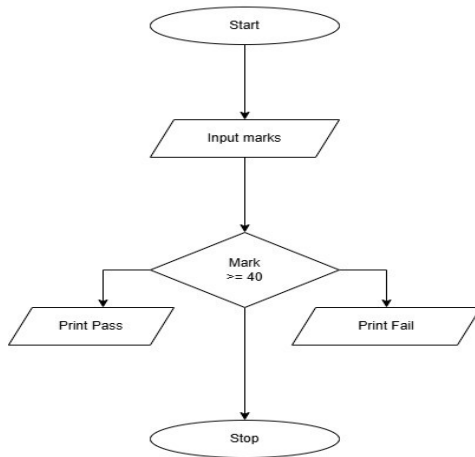 Start
Input marks
Mark
>= 40
Print Pass
Print Fail
Stop